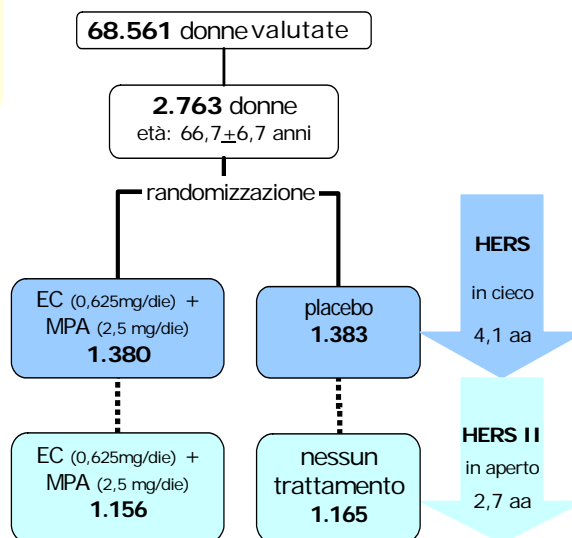 68.561 donne valutate
2.763 donne
età: 66,7+6,7 anni
randomizzazione
EC (0,625mg/die) +
MPA (2,5 mg/die)
1.380
placebo
1.383
HERS
in cieco
4,1 aa
EC (0,625mg/die) +
MPA (2,5 mg/die)
1.156
nessun
trattamento
1.165
HERS II
in aperto
2,7 aa